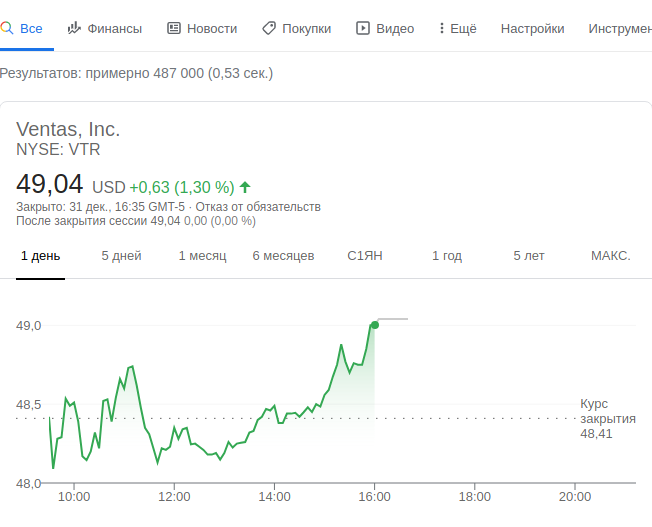 Все Финансы Новости Покупки Видео Ещё Настройки Инструмен
Результатов: примерно 487 000 (0,53 сек.)
Ventas, Inc.
NYSE: VTR
49,04 USD +0,63 (1,30 %)
Закрыто: 31 дек., 16:35 GMT-5 · Отказ от обязательств
После закрытия сессии 49,04 0,00 (0,00 %)
1 день 5 дней 1 месяц 6 месяцев С1ЯН 1 год 5 лет МАКС.
49,0
48,5
Курс
закрытия
48,41
48,0
10:00 12:00 14:00 16:00 18:00 20:00